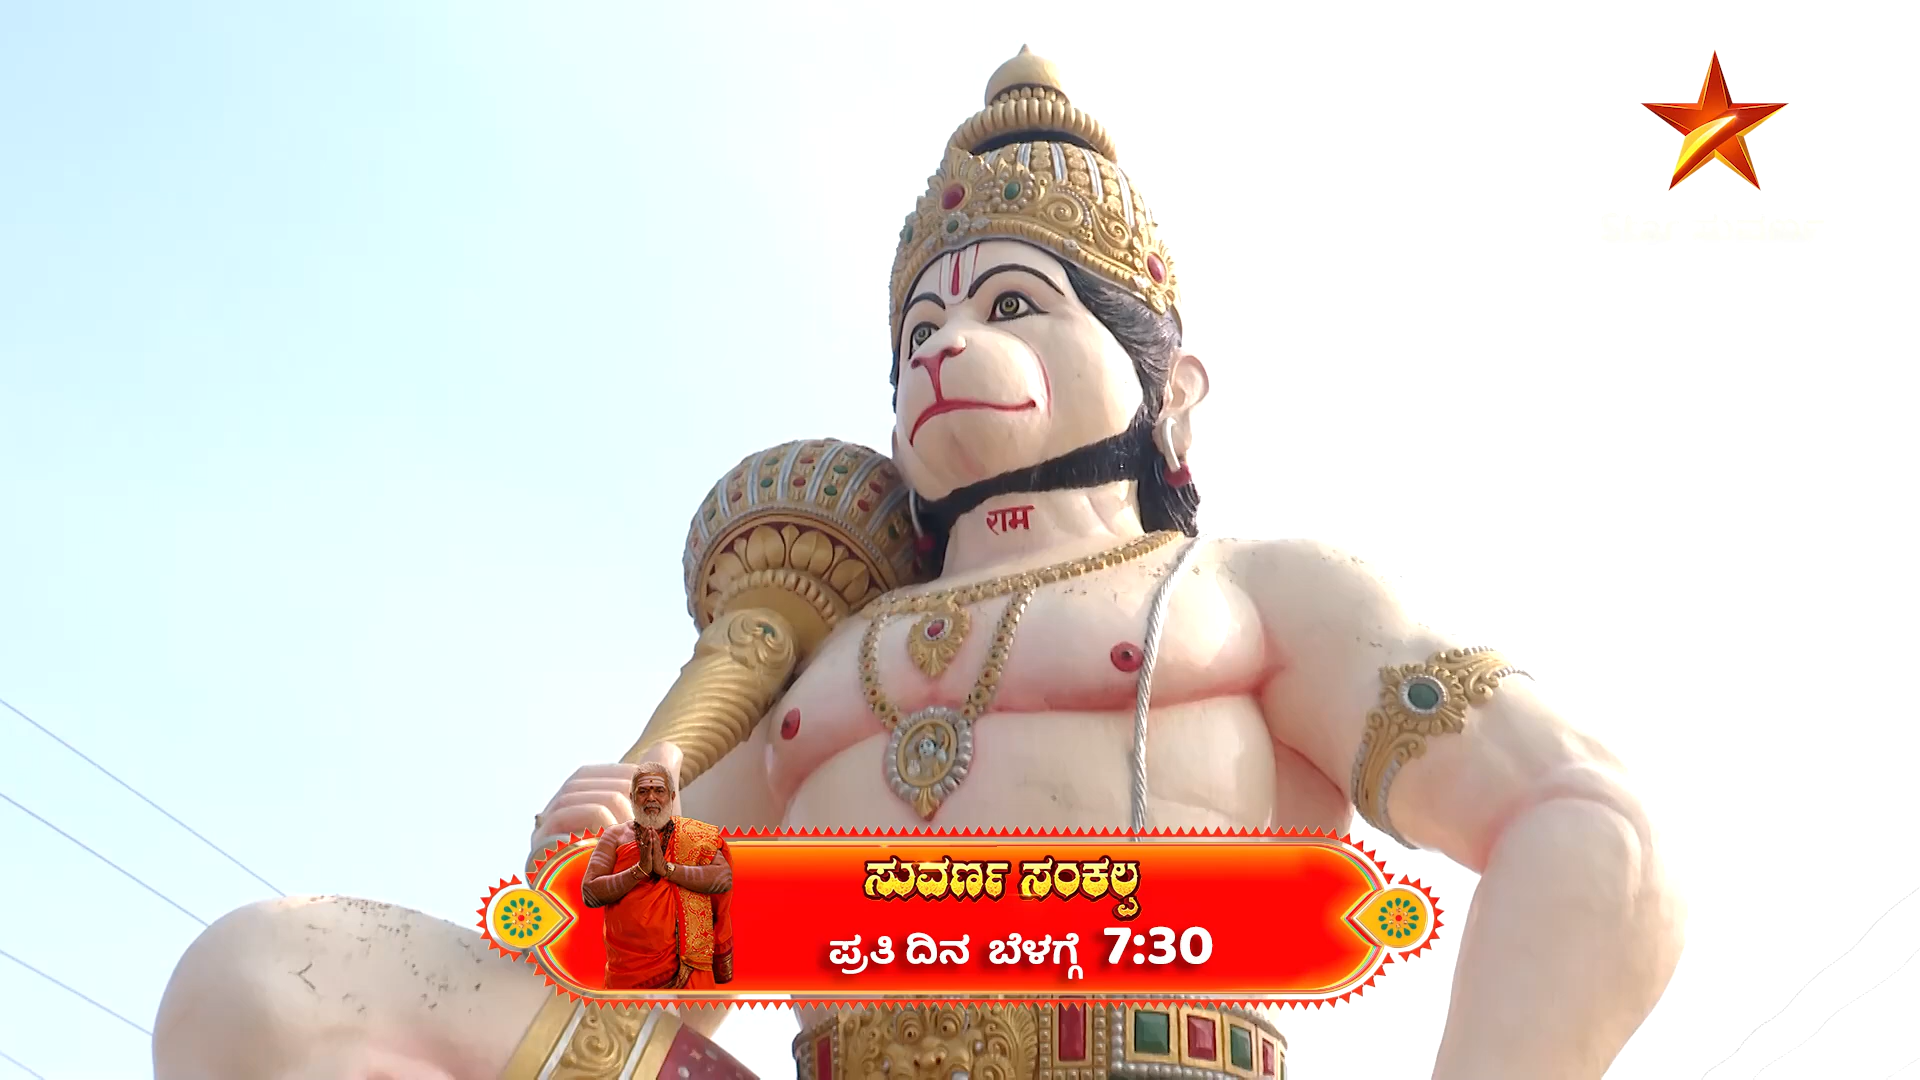 राम
ಸುವರ್ಣ ಸಂಕಲ್ಪ
ಪ್ರತಿ ದಿನ ಬೆಳಗ್ಗೆ 7:30